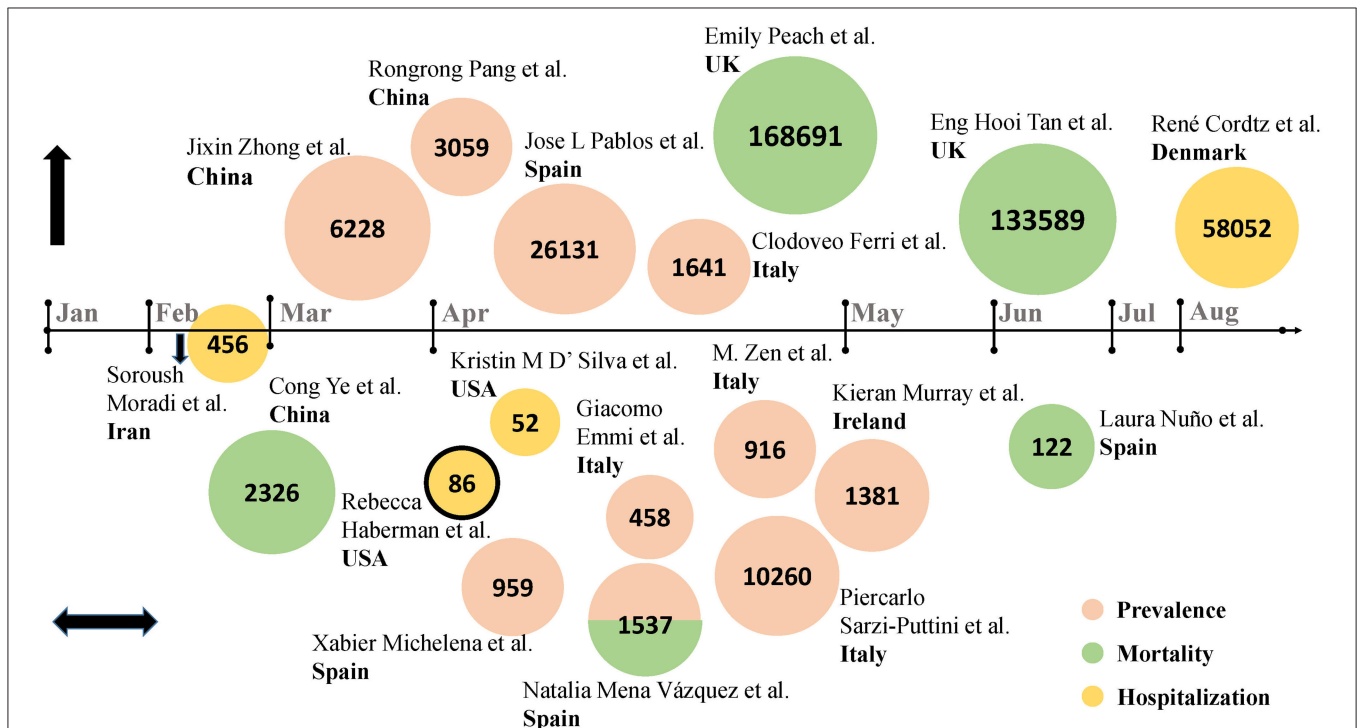 Emily Peach et al.
UK
168691
Rongrong Pang et al.
China
3059
Jixin Zhong et al.
China
6228
Jose L Pablos et al.
Spain
26131
Clodoveo Ferri et al.
Italy
1641
Eng Hooi Tan et al.
UK
133589
René Cordtz et al.
Denmark
58052
Jan
Feb
Mar
Apr
May
Jun
Jul
Aug
456
Soroush
Moradi et al.
Iran
Cong Ye et al.
China
2326
Kristin M D’ Silva et al.
USA
52
86
Rebecca
Haberman et al.
USA
959
Xabier Michelena et al.
Spain
Giacomo
Emmi et al.
Italy
458
1537
Natalia Mena Vázquez et al.
Spain
M. Zen et al.
Italy
916
Kieran Murray et al.
Ireland
1381
10260
Piercarlo
Sarzi-Puttini et al.
Italy
122
Laura Nuño et al.
Spain
Prevalence
Mortality
Hospitalization